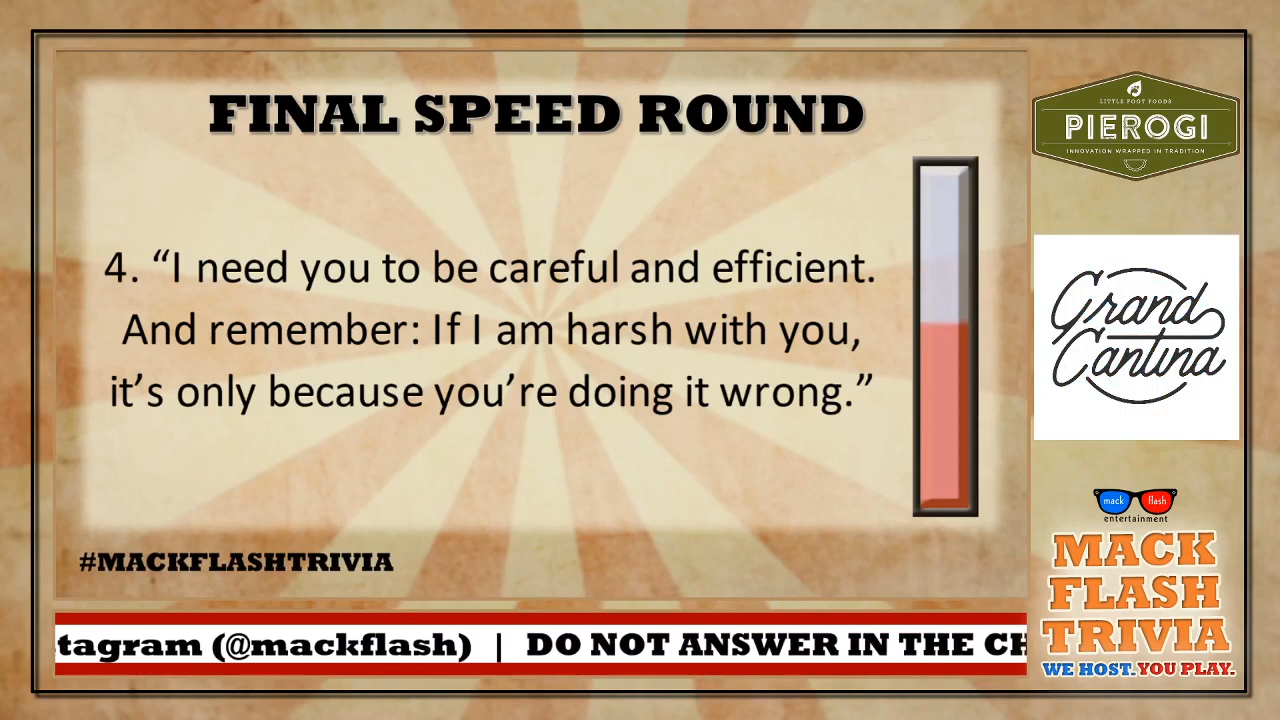 FINAL SPEED ROUND
4. “I need you to be careful and efficient.
And remember: If I am harsh with you,
it’s only because you’re doing it wrong.”
#MACKFLASHTRIVIA
tagram (@mackflash) | DO NOT ANSWER IN THE CH
LITTLE FOOT FOODS
PIEROGI
INNOVATION WRAPPED IN TRADITION
Grand
Cantina
mack flash
entertainment
MACK
FLASH
TRIVIA
WE HOST. YOU PLAY.